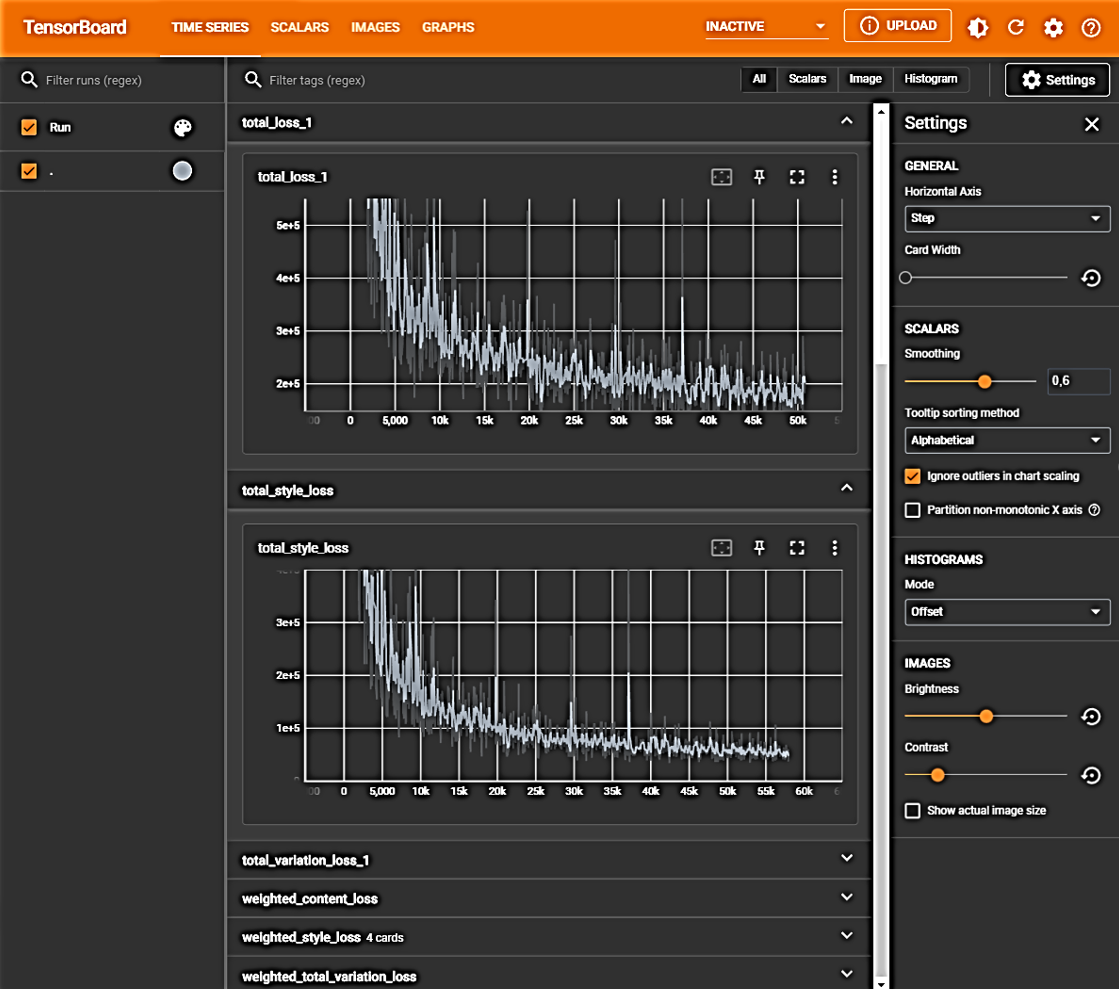 TensorBoard TIME SERIES SCALARS IMAGES GRAPHS INACTIVE UPLOAD
Filter runs (regex)
Run
.
Filter tags (regex) All Scalars Image Histogram Settings
total_loss_1
total_loss_1
5e+5
4e+5
3e+5
2e+5
0 5,000 10k 15k 20k 25k 30k 35k 40k 45k 50k
total_style_loss
total_style_loss
3e+5
2e+5
1e+5
0 5,000 10k 15k 20k 25k 30k 35k 40k 45k 50k 55k 60k
total_variation_loss_1
weighted_content_loss
weighted_style_loss 4 cards
weighted_total_variation_loss
Settings
GENERAL
Horizontal Axis
Step
Card Width
SCALARS
Smoothing
0,6
Tooltip sorting method
Alphabetical
Ignore outliers in chart scaling
Partition non-monotonic X axis
HISTOGRAMS
Mode
Offset
IMAGES
Brightness
Contrast
Show actual image size